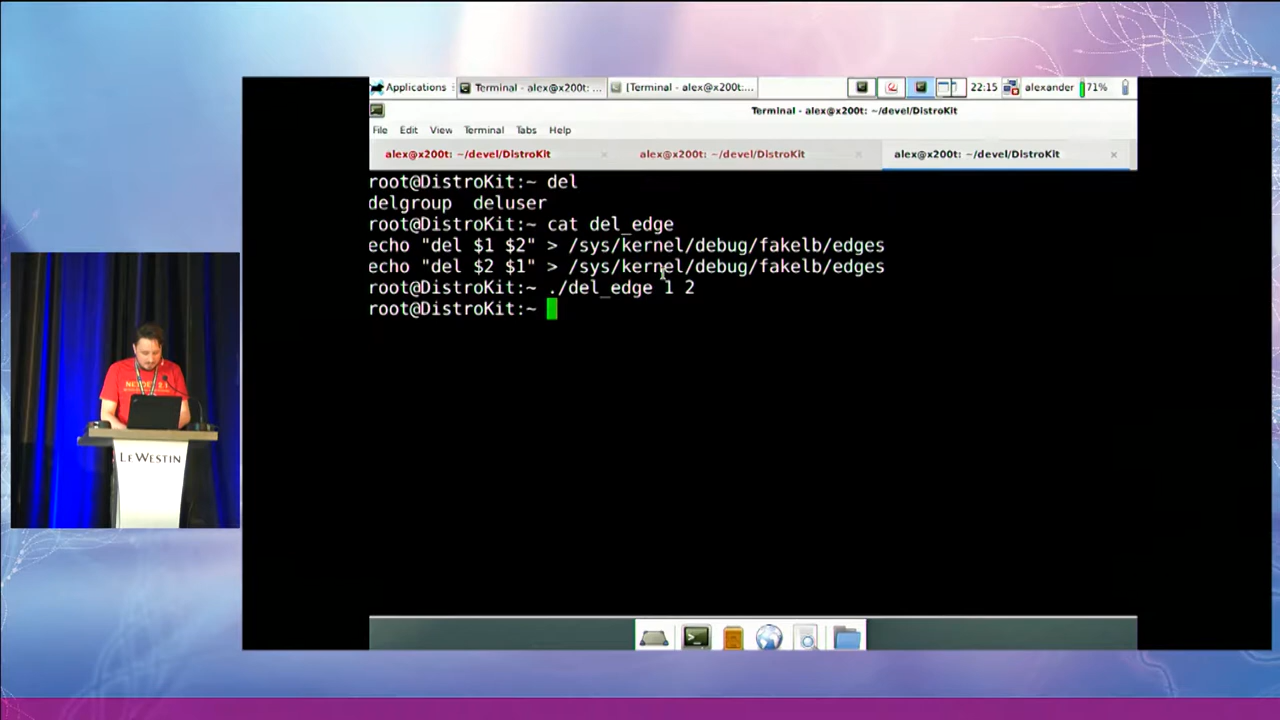 Applications
Terminal - alex@x200t: ...
[Terminal - alex@x200t:...
22:15
alexander
71%
Terminal - alex@x200t: ~/devel/DistroKit
File Edit View Terminal Tabs Help
alex@x200t: ~/devel/DistroKit
alex@x200t: ~/devel/DistroKit
alex@x200t: ~/devel/DistroKit
root@DistroKit:~ del
delgroup deluser
root@DistroKit:~ cat del_edge
echo "del $1 $2" > /sys/kernel/debug/fakelb/edges
echo "del $2 $1" > /sys/kernel/debug/fakelb/edges
root@DistroKit:~ ./del_edge 1 2
root@DistroKit:~
LE WESTIN